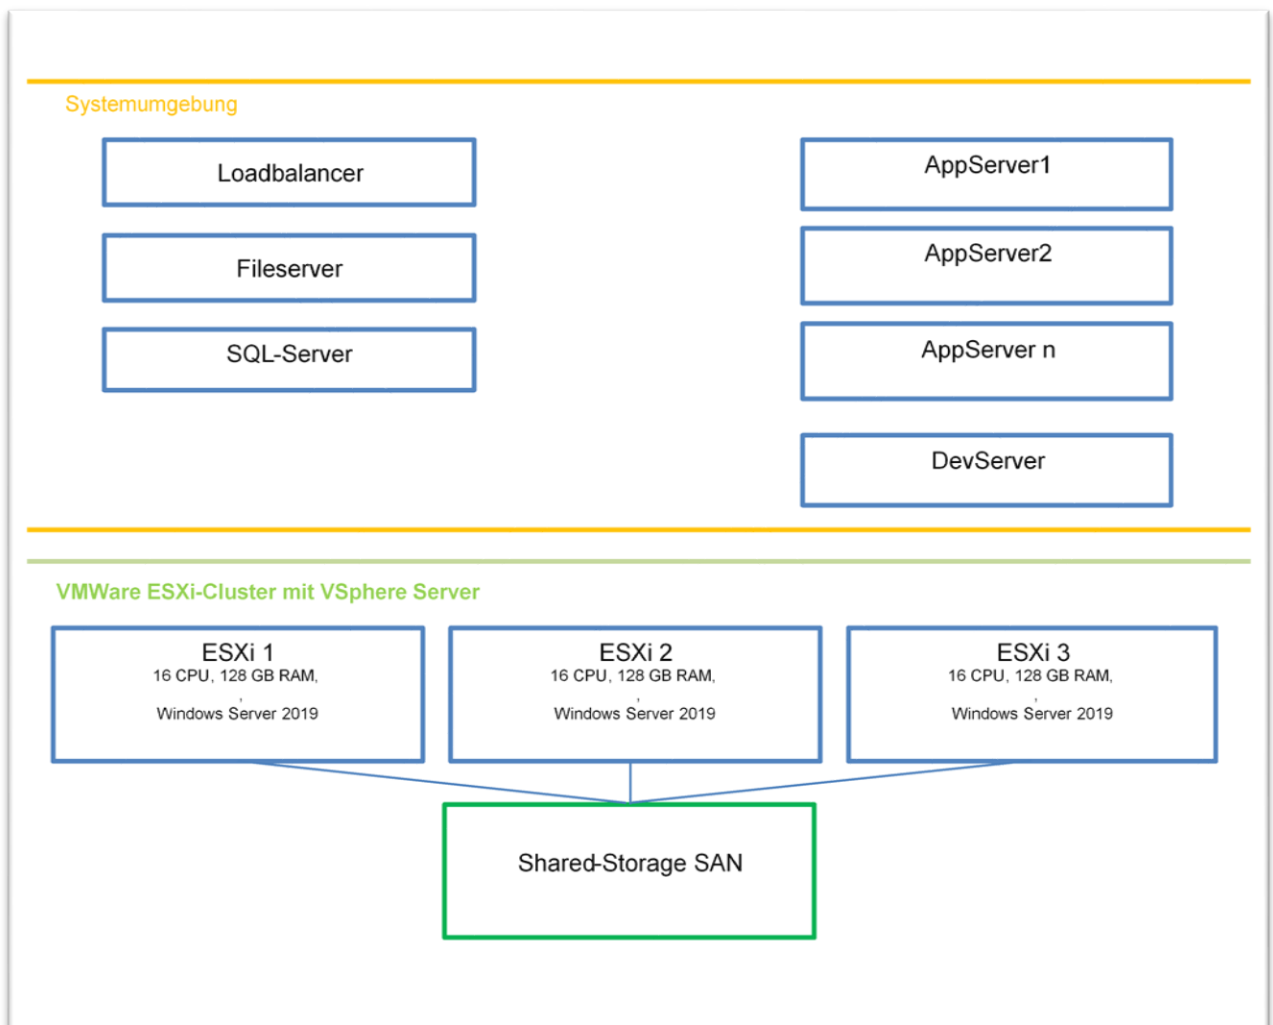 Systemumgebung
Loadbalancer
Fileserver
SQL-Server
AppServer1
AppServer2
AppServer n
DevServer
VMWare ESXi-Cluster mit VSphere Server
ESXi 1
16 CPU, 128 GB RAM,
,
Windows Server 2019
ESXi 2
16 CPU, 128 GB RAM,
,
Windows Server 2019
ESXi 3
16 CPU, 128 GB RAM,
,
Windows Server 2019
Shared-Storage SAN